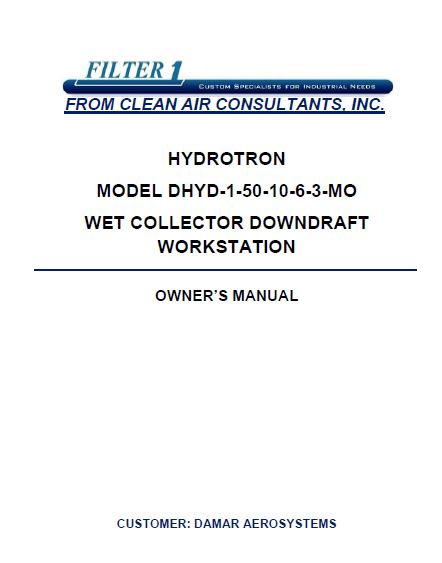 FILTER 1
CUSTOM SPECIALISTS FOR INDUSTRIAL NEEDS
FROM CLEAN AIR CONSULTANTS, INC.
HYDROTRON
MODEL DHYD-1-50-10-6-3-MO
WET COLLECTOR DOWNDRAFT
WORKSTATION
OWNER'S MANUAL
CUSTOMER: DAMAR AEROSYSTEMS